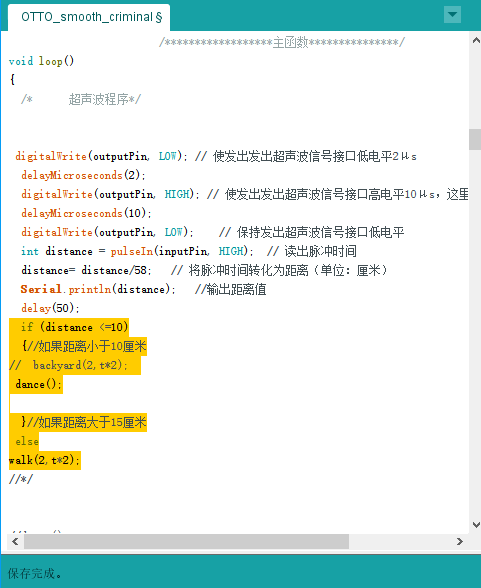 OTTO_smooth_criminal §
/******************主函数***************/
void loop()
{
/*      超声波程序*/
digitalWrite(outputPin, LOW); // 使发出发出超声波信号接口低电平2μs
delayMicroseconds(2);
digitalWrite(outputPin, HIGH); // 使发出发出超声波信号接口高电平10μs，这里
delayMicroseconds(10);
digitalWrite(outputPin, LOW);    // 保持发出超声波信号接口低电平
int distance = pulseIn(inputPin, HIGH);  // 读出脉冲时间
distance= distance/58;   // 将脉冲时间转化为距离（单位：厘米）
Serial.println(distance);   //输出距离值
delay(50);
if (distance <=10)
{//如果距离小于10厘米
//  backyard(2,t*2);
dance();
}//如果距离大于15厘米
else
walk(2,t*2);
//*/
保存完成。